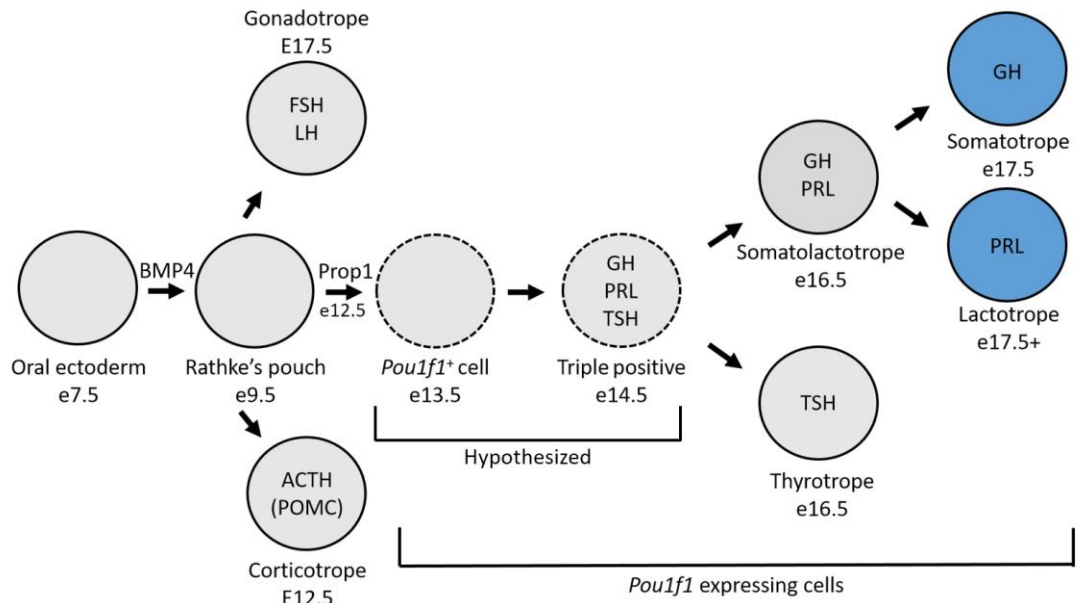 Gonadotrope
E17.5
FSH
LH
GH
Somatotrope
e17.5
GH
PRL
Somatolactotrope
e16.5
PRL
Lactotrope
e17.5+
BMP4
Prop1
e12.5
GH
PRL
TSH
Oral ectoderm
e7.5
Rathke’s pouch
e9.5
Pou1f1+ cell
e13.5
Triple positive
e14.5
Hypothesized
TSH
Thyrotrope
e16.5
ACTH
(POMC)
Corticotrope
E12.5
Pou1f1 expressing cells